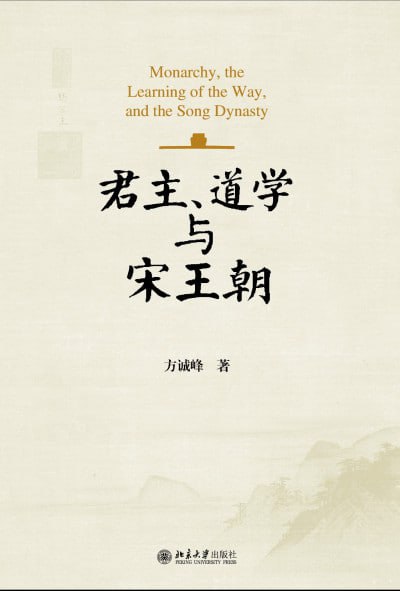 Monarchy, the
Learning of the Way,
and the Song Dynasty
君主、道学
与
宋王朝
方诚峰 著
北京大学出版社
PEKING UNIVERSITY PRESS